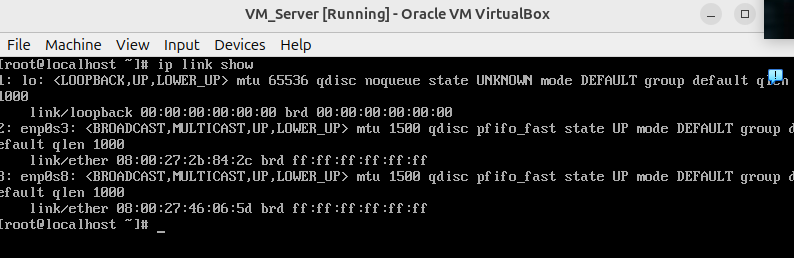 VM_Server [Running] - Oracle VM VirtualBox
File Machine View Input Devices Help
[root@localhost ~]# ip link show
1: lo: <LOOPBACK,UP,LOWER_UP> mtu 65536 qdisc noqueue state UNKNOWN mode DEFAULT group default qlen
1000
link/loopback 00:00:00:00:00:00 brd 00:00:00:00:00:00
2: enp0s3: <BROADCAST,MULTICAST,UP,LOWER_UP> mtu 1500 qdisc pfifo_fast state UP mode DEFAULT group d
efault qlen 1000
link/ether 08:00:27:2b:84:2c brd ff:ff:ff:ff:ff:ff
3: enp0s8: <BROADCAST,MULTICAST,UP,LOWER_UP> mtu 1500 qdisc pfifo_fast state UP mode DEFAULT group d
efault qlen 1000
link/ether 08:00:27:46:06:5d brd ff:ff:ff:ff:ff:ff
[root@localhost ~]# _